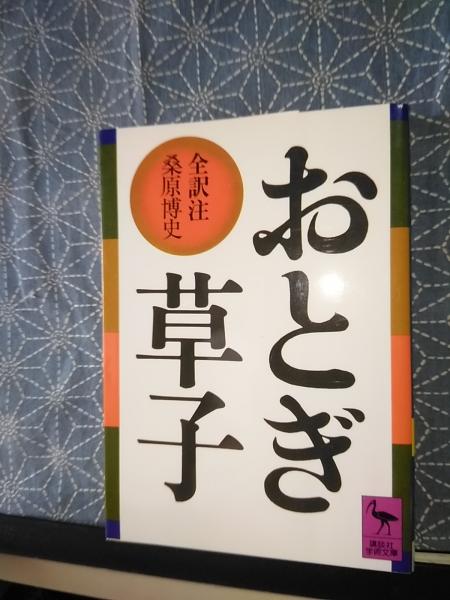 おとぎ
草子
全訳注
桑原博史
講談社
学術文庫